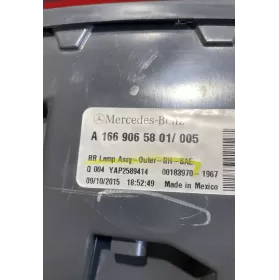 Mercedes-Benz
A 166 906 58 01/ 005
RR Lamp Assy-Outer-RH-SAE
Q 004 YAP2589414 00183970-1967
09/10/2015 18:52:49 Made in Mexico